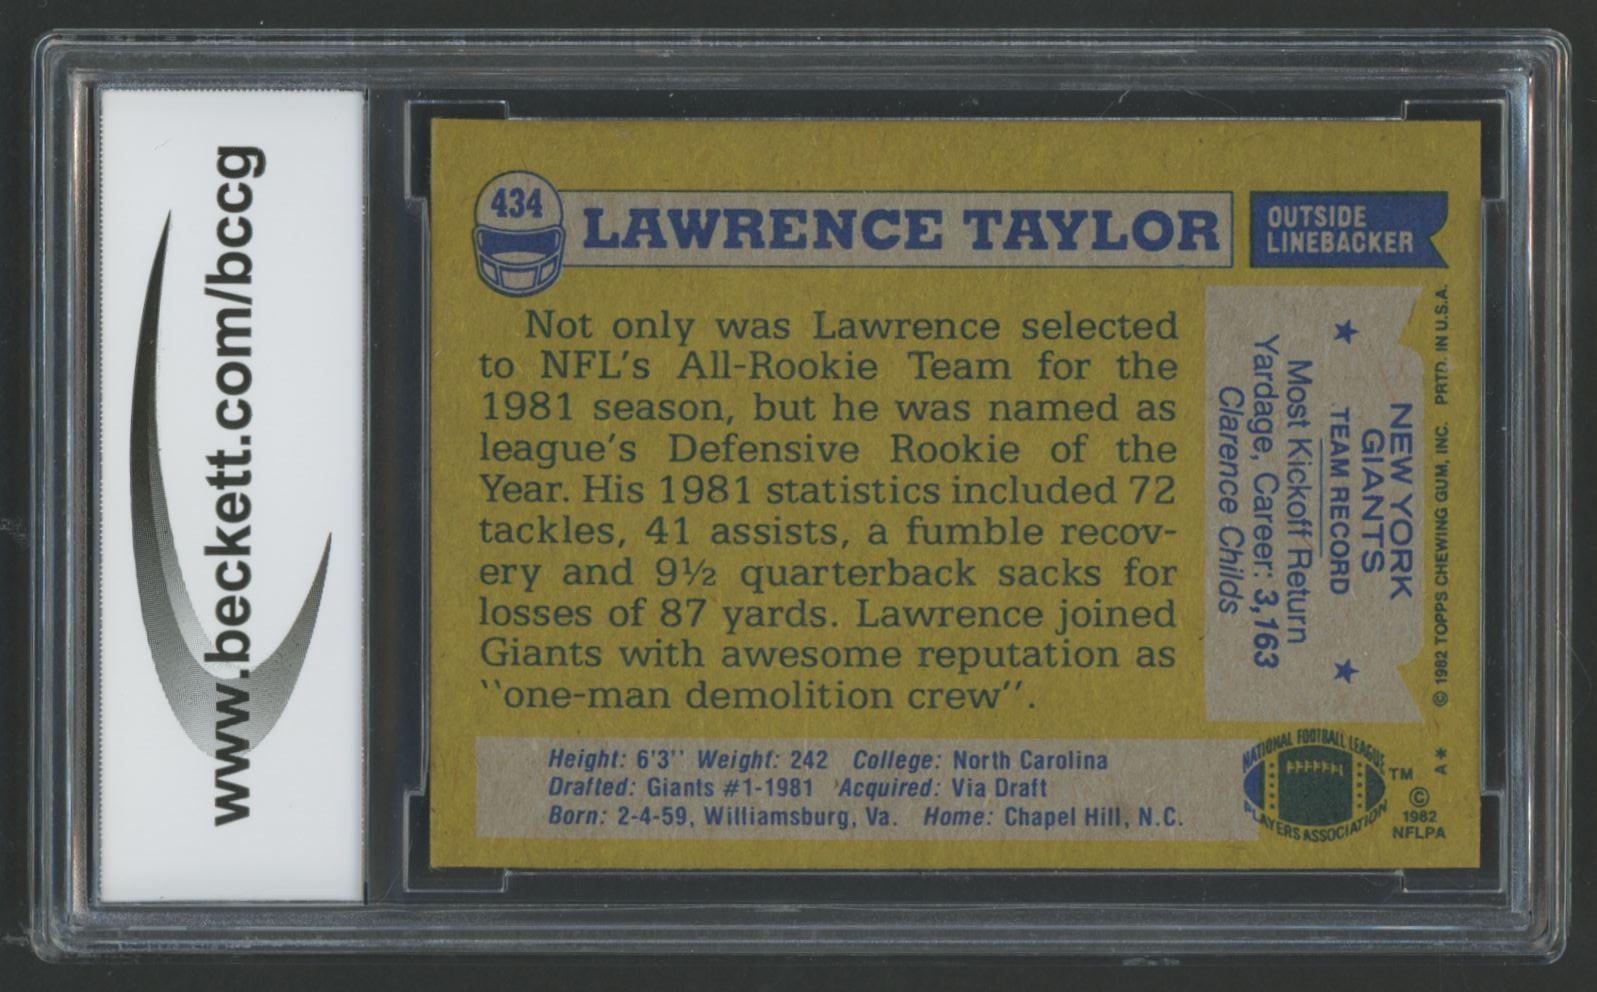 www.beckett.com/bccg
434
LAWRENCE TAYLOR
OUTSIDE
LINEBACKER
Not only was Lawrence selected
to NFL's All-Rookie Team for the
1981 season, but he was named as
league's Defensive Rookie of the
Year. His 1981 statistics included 72
tackles, 41 assists, a fumble recov-
ery and 9½ quarterback sacks for
losses of 87 yards. Lawrence joined
Giants with awesome reputation as
"one-man demolition crew".
NEW YORK
GIANTS
★ TEAM RECORD ★
Most Kickoff Return
Yardage, Career: 3,163
Clarence Childs
© 1982 TOPPS CHEWING GUM, INC. PRTD. IN U.S.A.
A*
Height: 6'3" Weight: 242 College: North Carolina
Drafted: Giants #1-1981 Acquired: Via Draft
Born: 2-4-59, Williamsburg, Va. Home: Chapel Hill, N.C.
NATIONAL FOOTBALL LEAGUE
PLAYERS ASSOCIATION
TM
©
1982
NFLPA